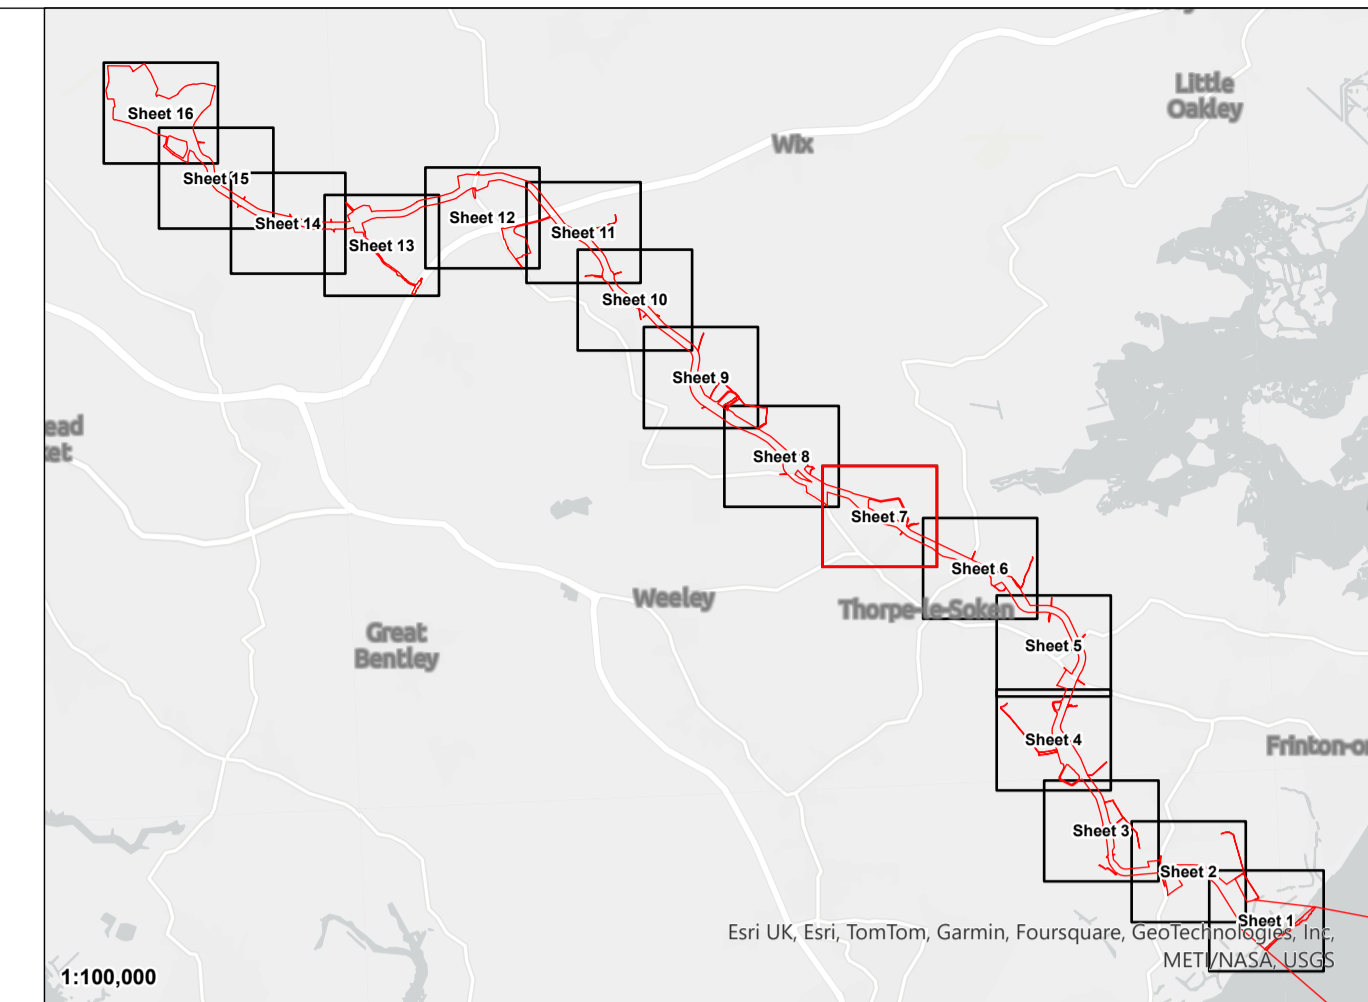 Little
Oakley
Wix
Sheet 16
Sheet 15
Sheet 14
Sheet 13
Sheet 12
Sheet 11
Sheet 10
Sheet 9
Sheet 8
Sheet 7
Sheet 6
ead
ket
Weeley
Thorpe-le-Soken
Great
Bentley
Sheet 5
Sheet 4
Frinton-o
Sheet 3
Sheet 2
Sheet 1
Esri UK, Esri, TomTom, Garmin, Foursquare, GeoTechnologies, Inc,
METI/NASA, USGS
1:100,000